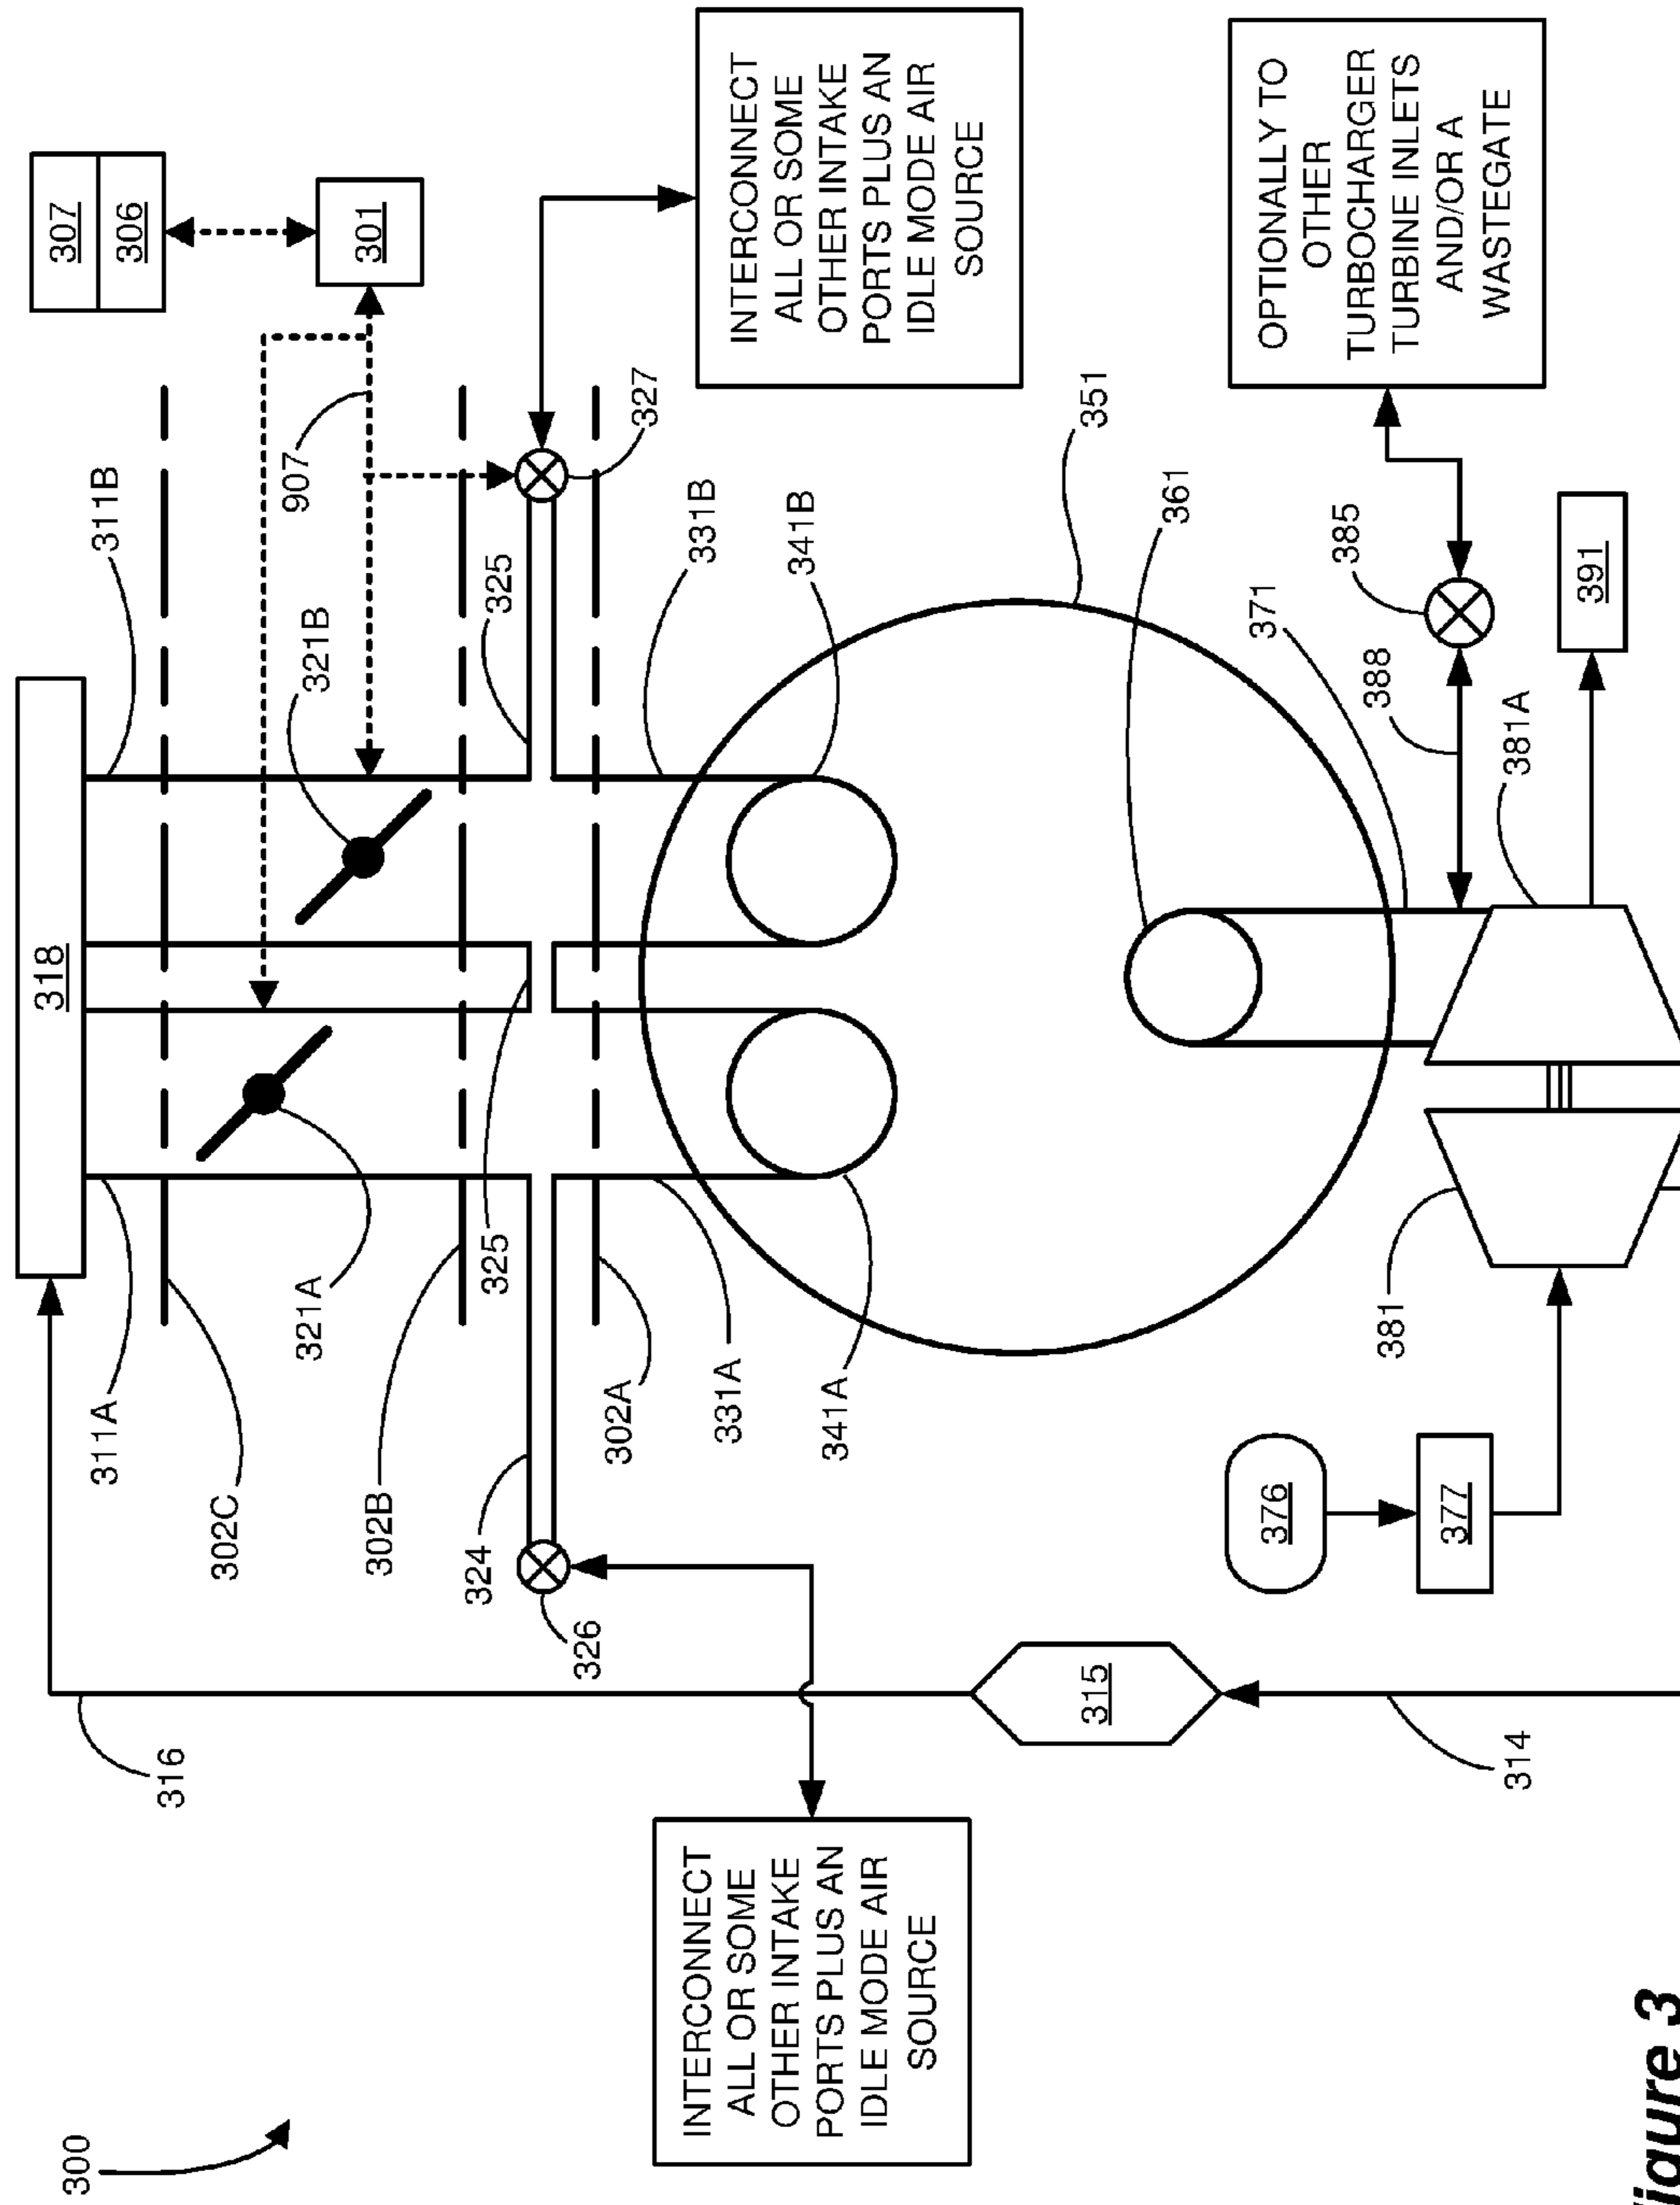 300
318
307
306
311A
311B
316
302C
907
321A
321B
301
302B
324
325
325
326
302A
327
331A
331B
341A
341B
INTERCONNECT
ALL OR SOME
OTHER INTAKE
PORTS PLUS AN
IDLE MODE AIR
SOURCE
INTERCONNECT
ALL OR SOME
OTHER INTAKE
PORTS PLUS AN
IDLE MODE AIR
SOURCE
315
351
361
376
371
OPTIONALLY TO
OTHER
TURBOCHARGER
TURBINE INLETS
AND/OR A
WASTEGATE
385
388
381
377
314
381A
391
Figure 3